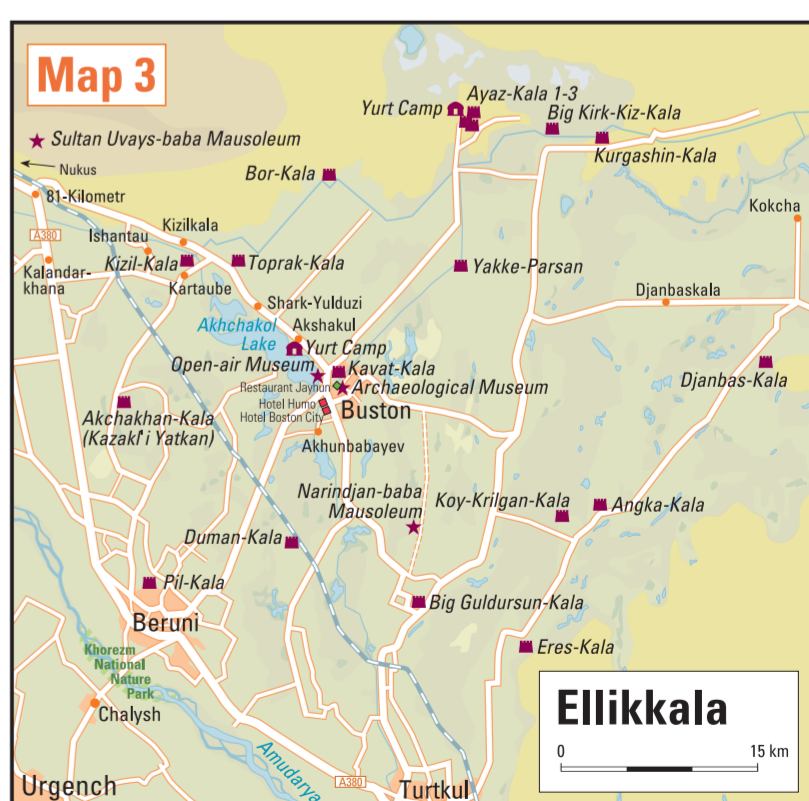 Map 3
Ayaz-Kala 1-3
Yurt Camp
Big Kirk-Kiz-Kala
Sultan Uvays-baba Mausoleum
Kurgashin-Kala
Nukus
Bor-Kala
81-Kilometr
Kokcha
A380
Kizilkala
Ishantau
Kizil-Kala
Toprak-Kala
Yakke-Parsan
Kalandar-
khana
Kartaube
Djanbaskala
Shark-Yulduzi
Akhchakol
Lake
Akshakul
Yurt Camp
Open-air Museum
Kavat-Kala
Djanbas-Kala
Restaurant Jayhun
Archaeological Museum
Hotel Humo
Hotel Boston City
Buston
Akchakhan-Kala
(Kazakl'i Yatkan)
Akhunbabayev
Narindjan-baba
Mausoleum
Koy-Krilgan-Kala
Angka-Kala
Duman-Kala
Pil-Kala
Big Guldursun-Kala
Beruni
Eres-Kala
Khorezm
National
Nature
Park
Chalysh
Ellikkala
0 15 km
Amudarya
A380
Urgench
Turtkul